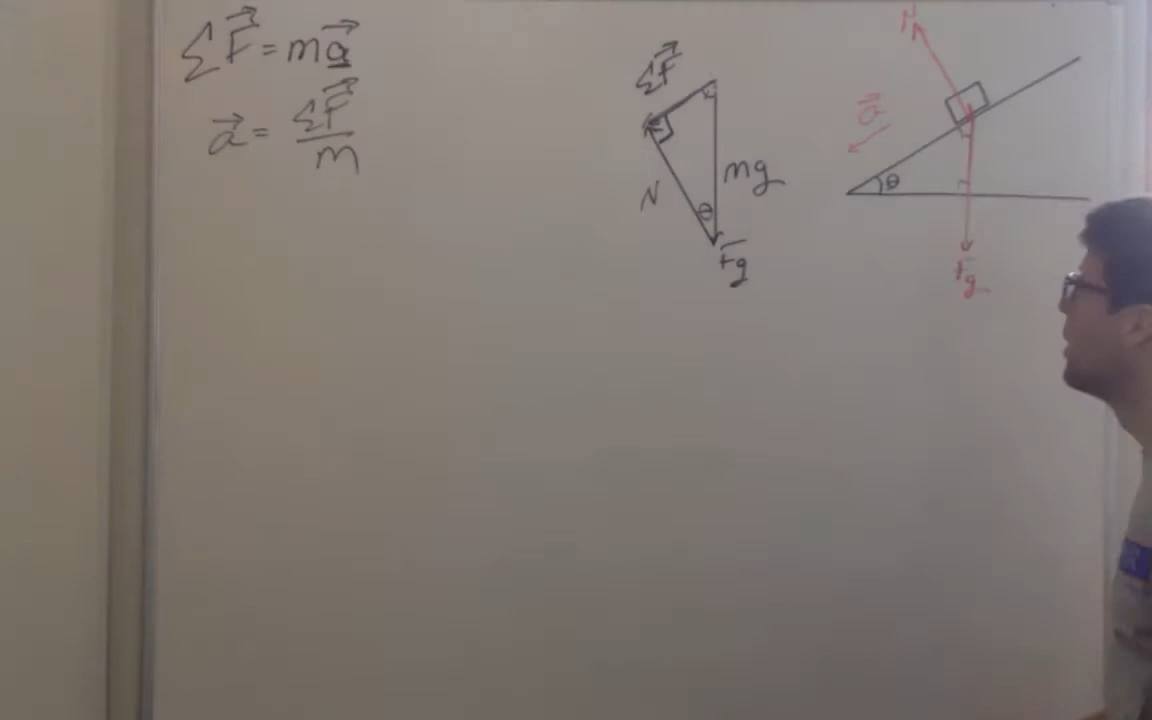 ΣF⃗ = ma⃗
a⃗ = ΣF⃗/m
ΣF⃗
N
mg
θ
Fg
N
a⃗
θ
Fg